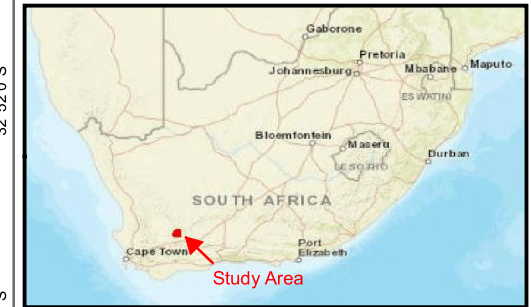 Gaborone
Pretoria
Johannesburg
Mbabane
Maputo
ESWATINI
Bloemfontein
Maseru
LESOTHO
Durban
SOUTH AFRICA
Cape Town
Port
Elizabeth
Study Area